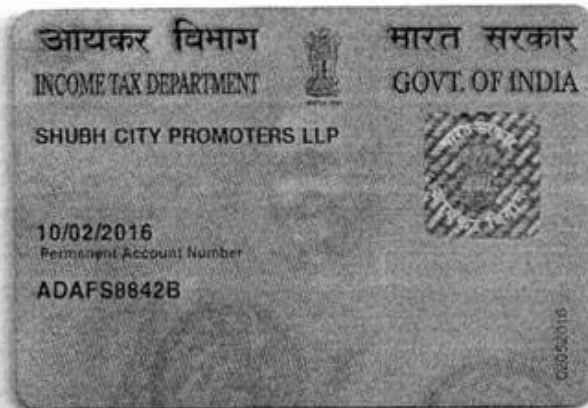 आयकर विभाग
INCOME TAX DEPARTMENT
भारत सरकार
GOVT. OF INDIA
SHUBH CITY PROMOTERS LLP
10/02/2016
Permanent Account Number
ADAFS8842B
02052016